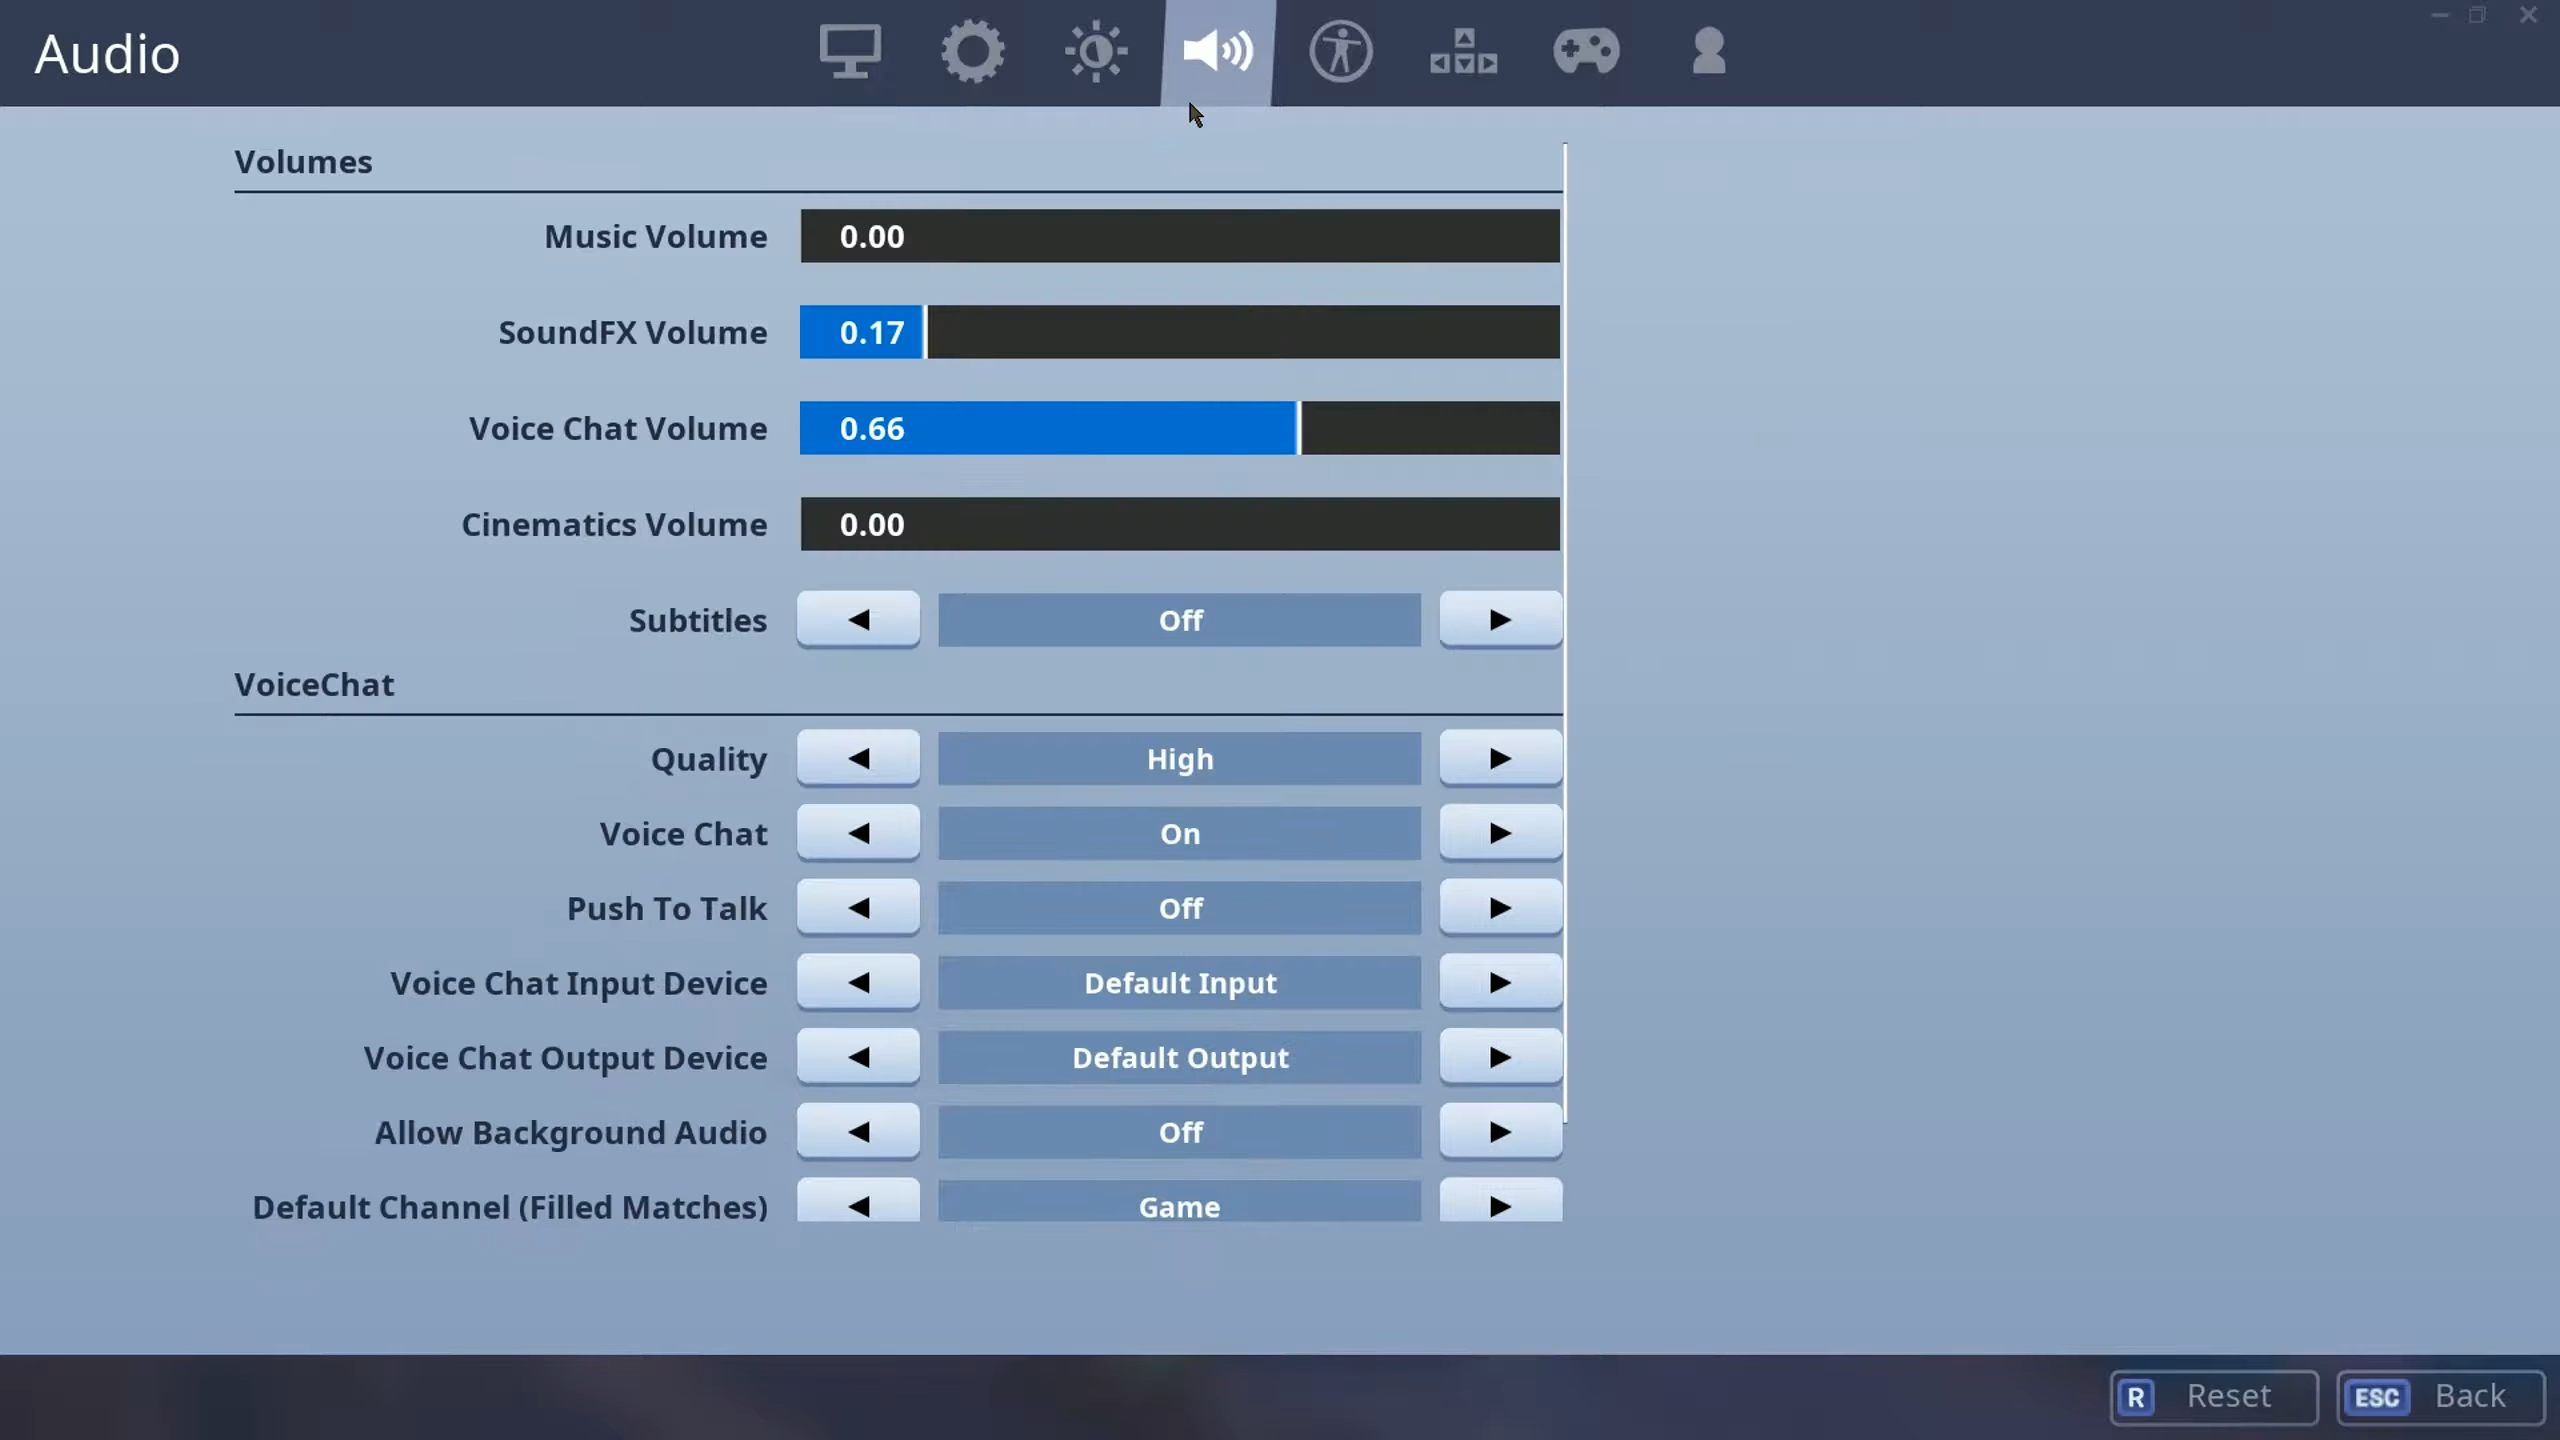 Audio
Volumes
Music Volume 0.00
SoundFX Volume 0.17
Voice Chat Volume 0.66
Cinematics Volume 0.00
Subtitles Off
VoiceChat
Quality High
Voice Chat On
Push To Talk Off
Voice Chat Input Device Default Input
Voice Chat Output Device Default Output
Allow Background Audio Off
Default Channel (Filled Matches) Game
R Reset ESC Back